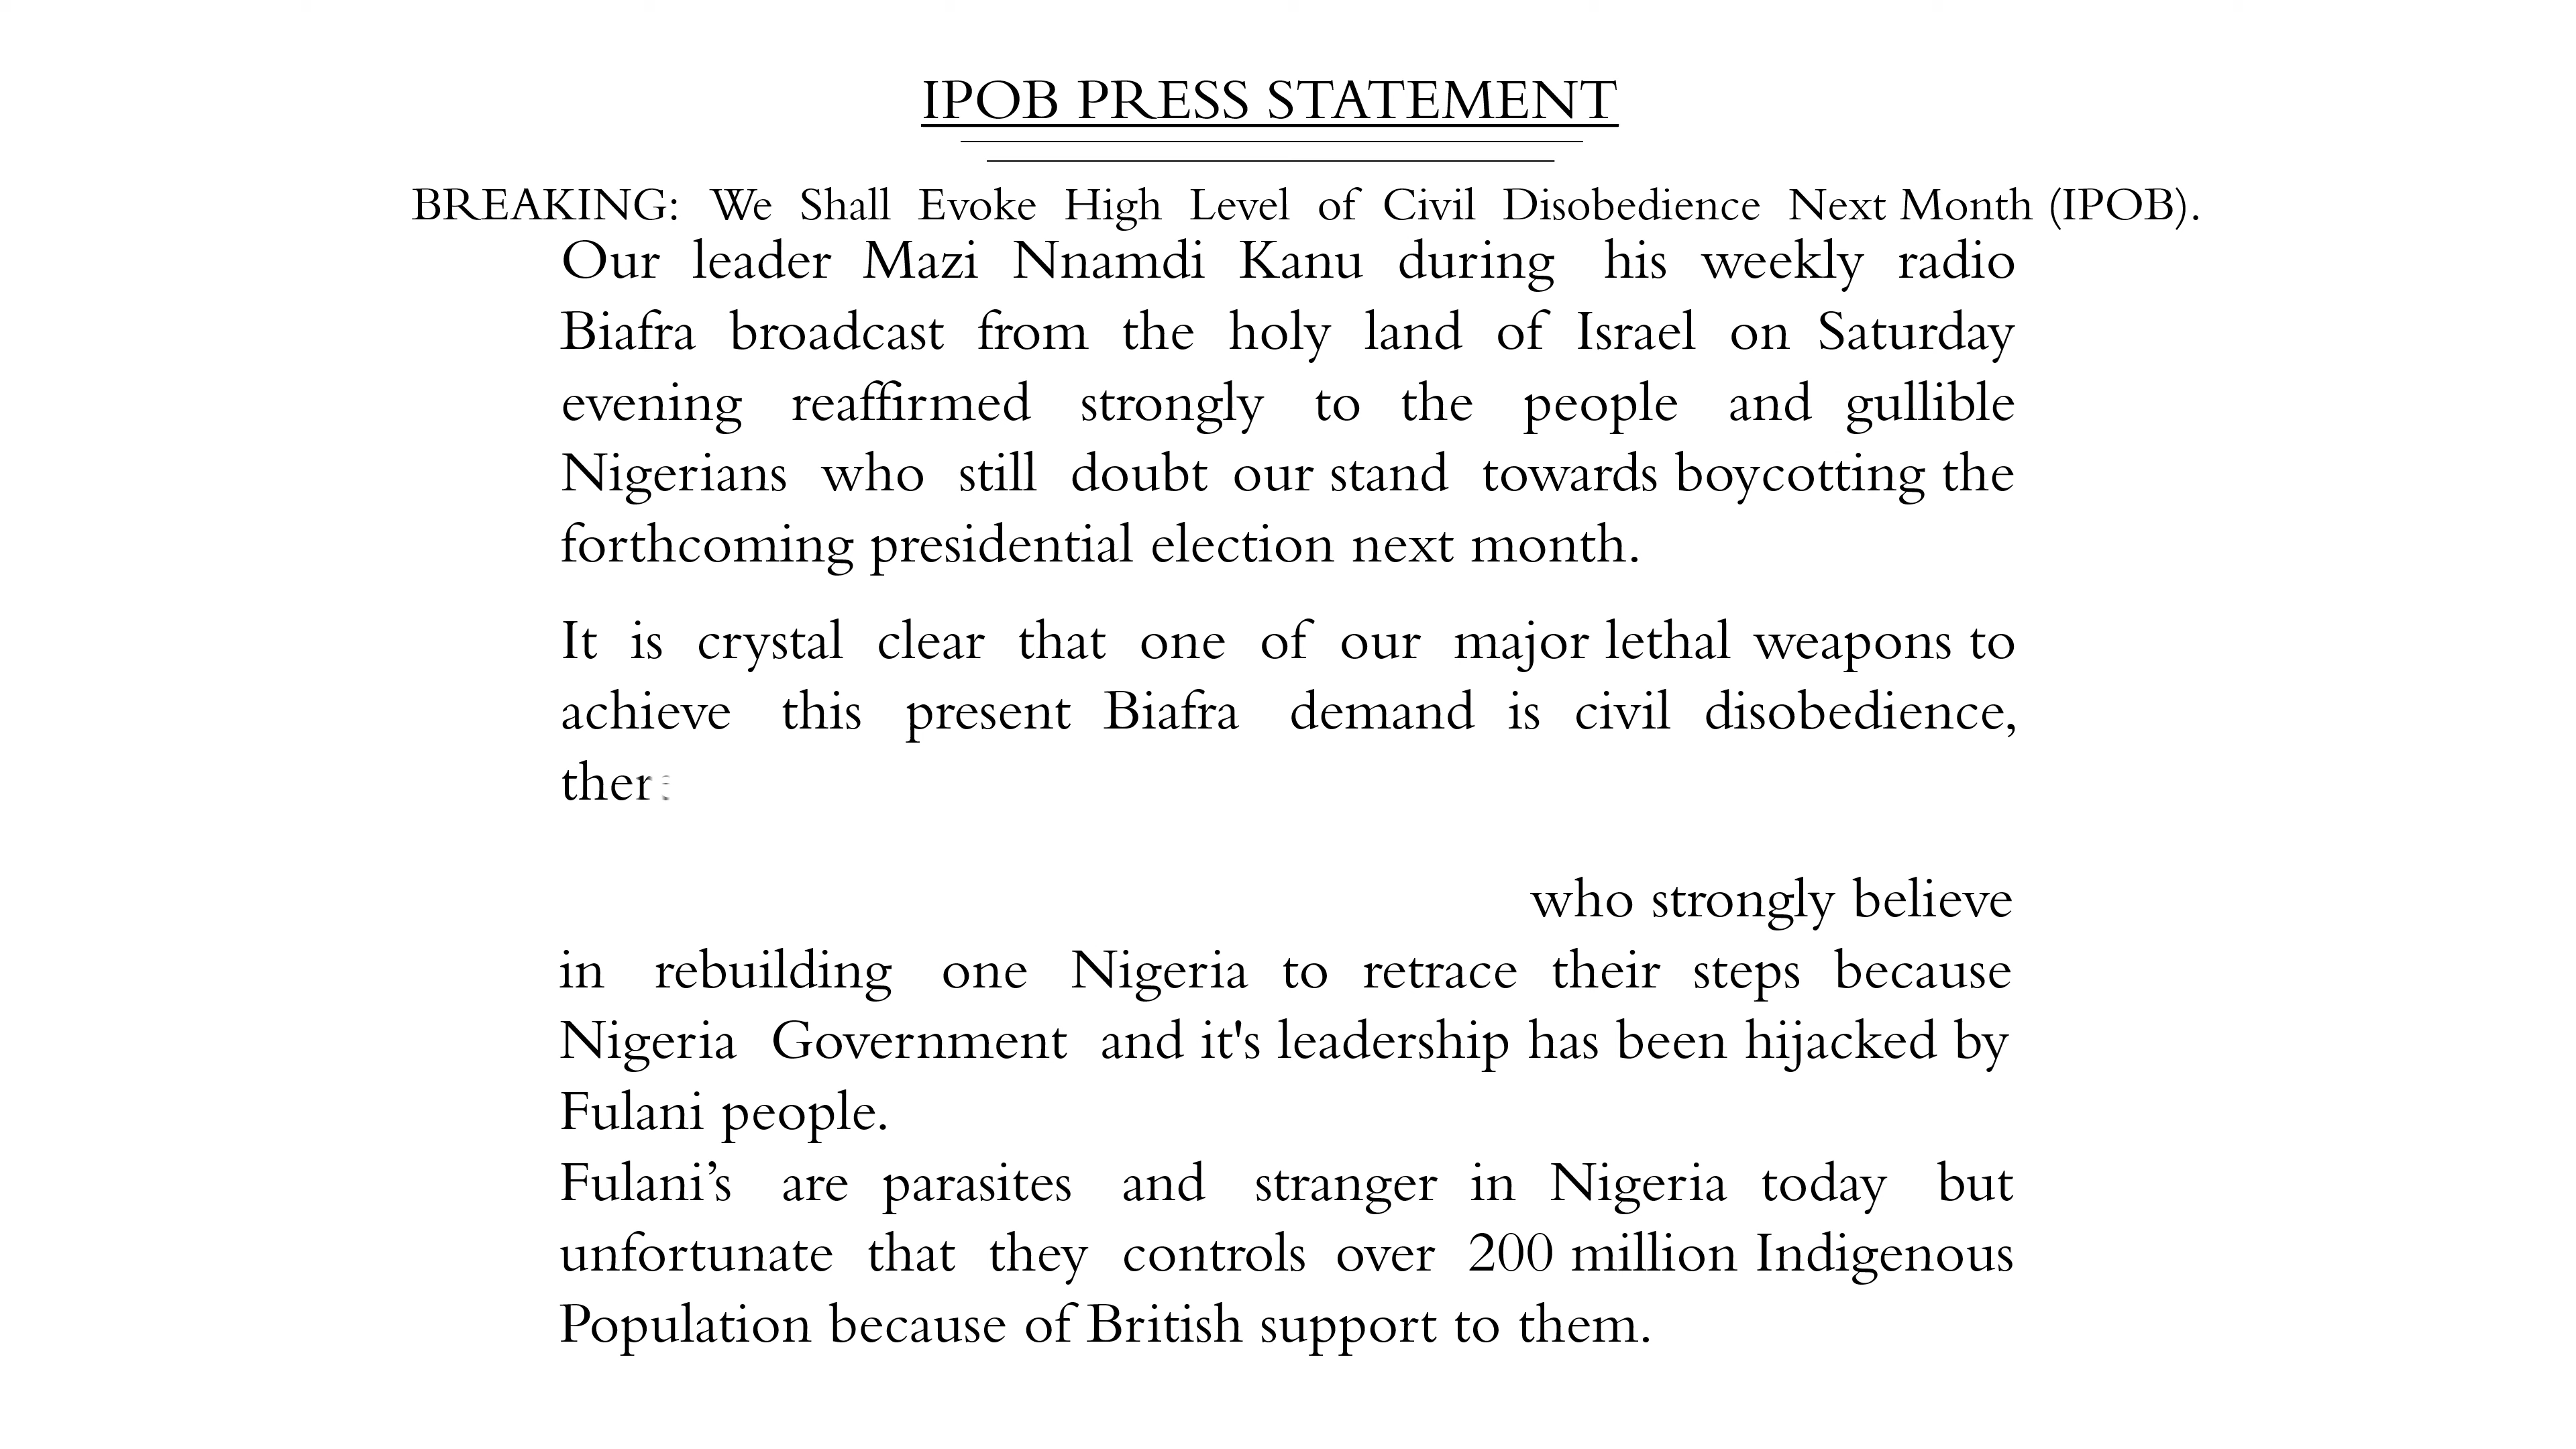 IPOB PRESS STATEMENT
BREAKING: We Shall Evoke High Level of Civil Disobedience Next Month (IPOB).
Our leader Mazi Nnamdi Kanu during his weekly radio
Biafra broadcast from the holy land of Israel on Saturday
evening reaffirmed strongly to the people and gullible
Nigerians who still doubt our stand towards boycotting the
forthcoming presidential election next month.
It is crystal clear that one of our major lethal weapons to
achieve this present Biafra demand is civil disobedience,
who strongly believe
in rebuilding one Nigeria to retrace their steps because
Nigeria Government and it's leadership has been hijacked by
Fulani people.
Fulani’s are parasites and stranger in Nigeria today but
unfortunate that they controls over 200 million Indigenous
Population because of British support to them.